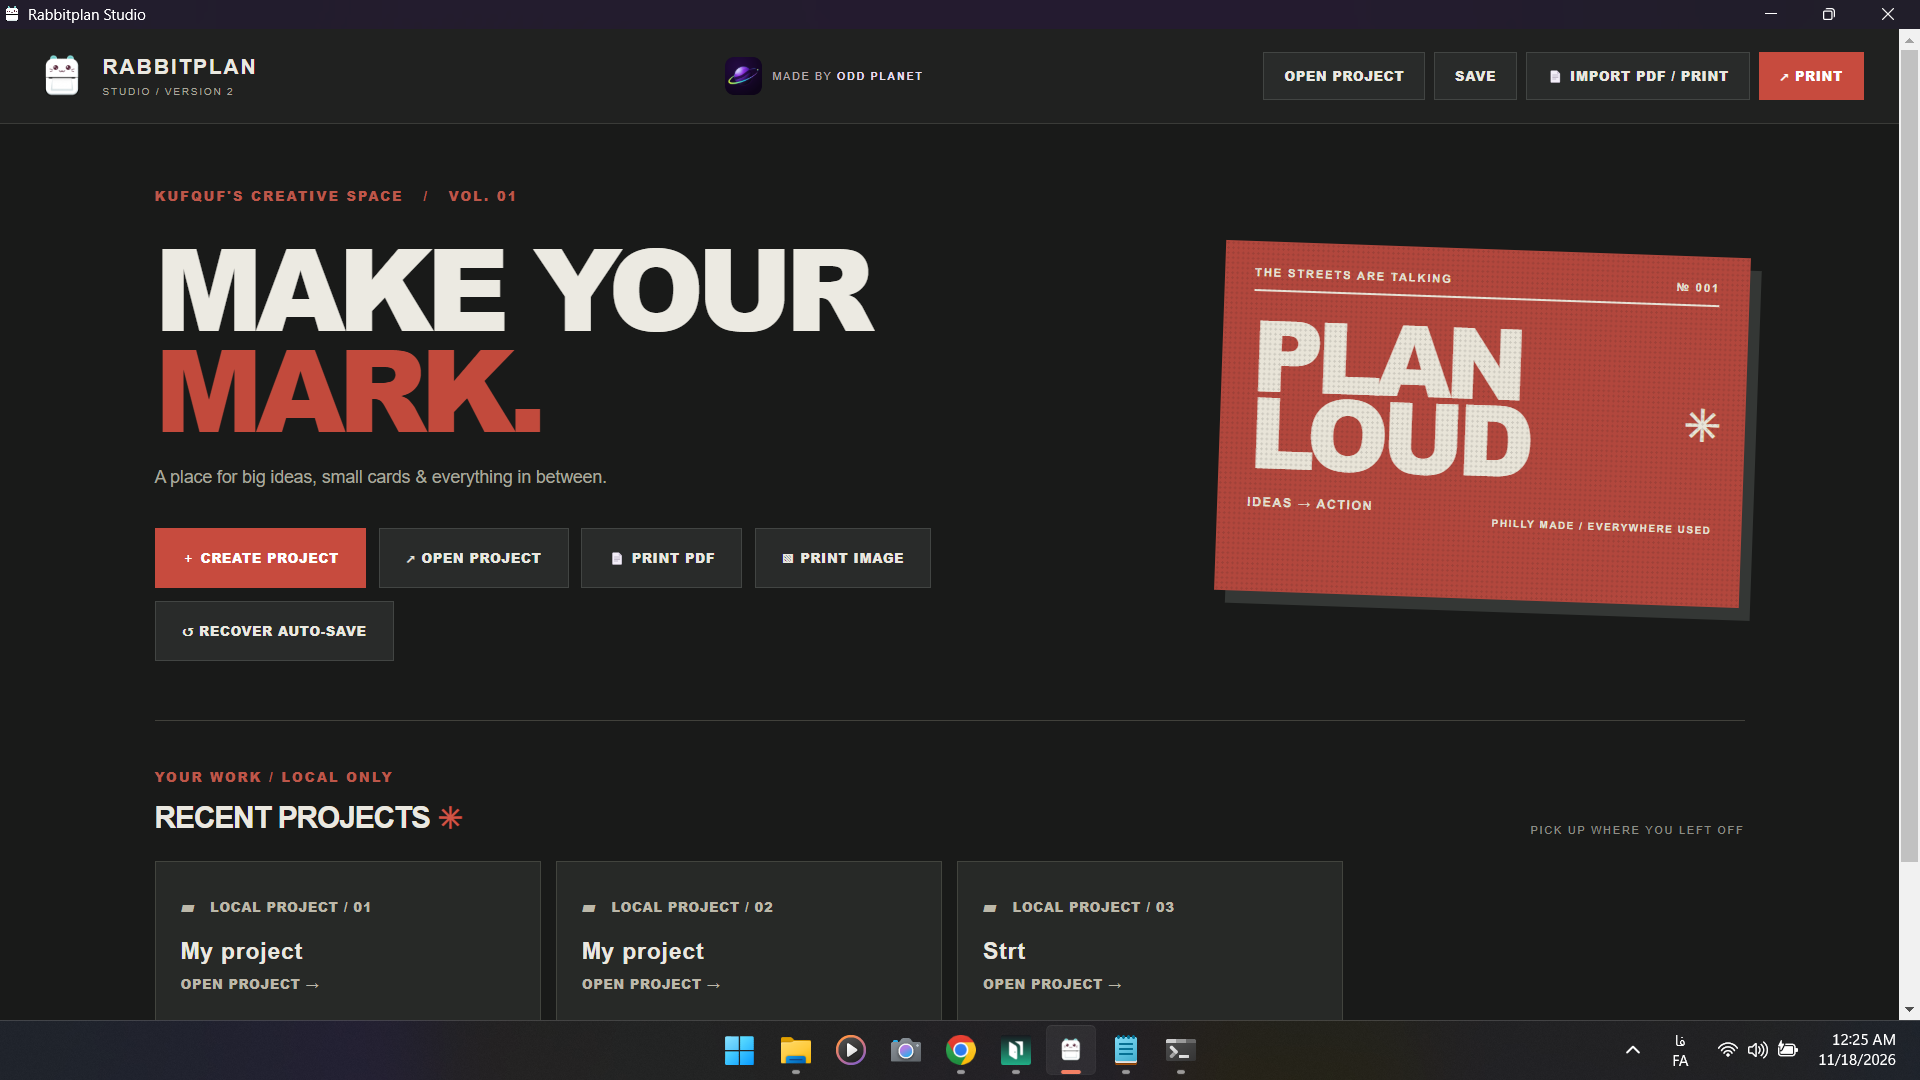 Rabbitplan Studio
RABBITPLAN
STUDIO / VERSION 2
MADE BY ODD PLANET
OPEN PROJECT
SAVE
IMPORT PDF / PRINT
↗ PRINT
KUFQUF'S CREATIVE SPACE / VOL. 01
MAKE YOUR
MARK.
A place for big ideas, small cards & everything in between.
+ CREATE PROJECT
↗ OPEN PROJECT
PRINT PDF
▧ PRINT IMAGE
↺ RECOVER AUTO-SAVE
THE STREETS ARE TALKING
№ 001
PLAN
LOUD
✳
IDEAS → ACTION
PHILLY MADE / EVERYWHERE USED
YOUR WORK / LOCAL ONLY
RECENT PROJECTS ✳
PICK UP WHERE YOU LEFT OFF
▰ LOCAL PROJECT / 01
My project
OPEN PROJECT →
▰ LOCAL PROJECT / 02
My project
OPEN PROJECT →
▰ LOCAL PROJECT / 03
Strt
OPEN PROJECT →
فا
FA
12:25 AM
11/18/2026